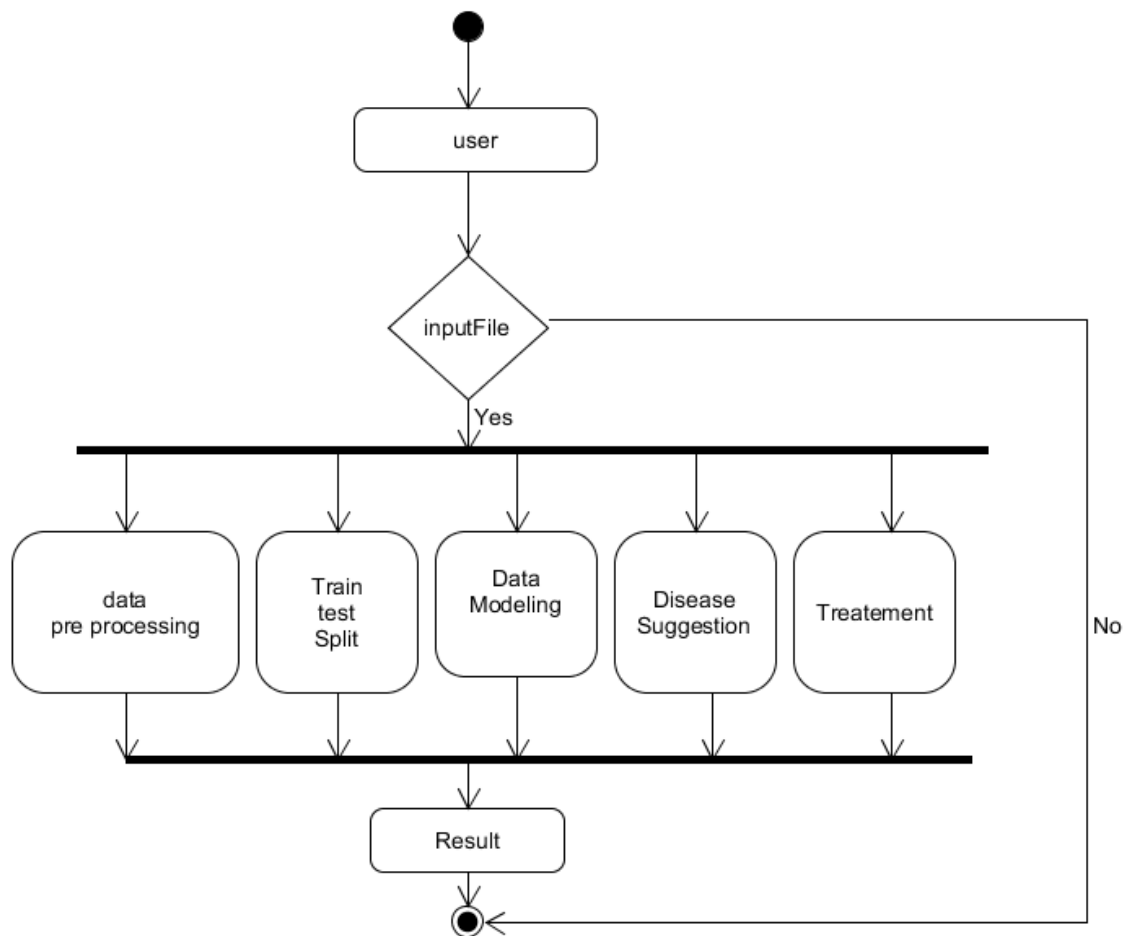 user
inputFile
Yes
data
pre processing
Train
test
Split
Data
Modeling
Disease
Suggestion
Treatement
No
Result